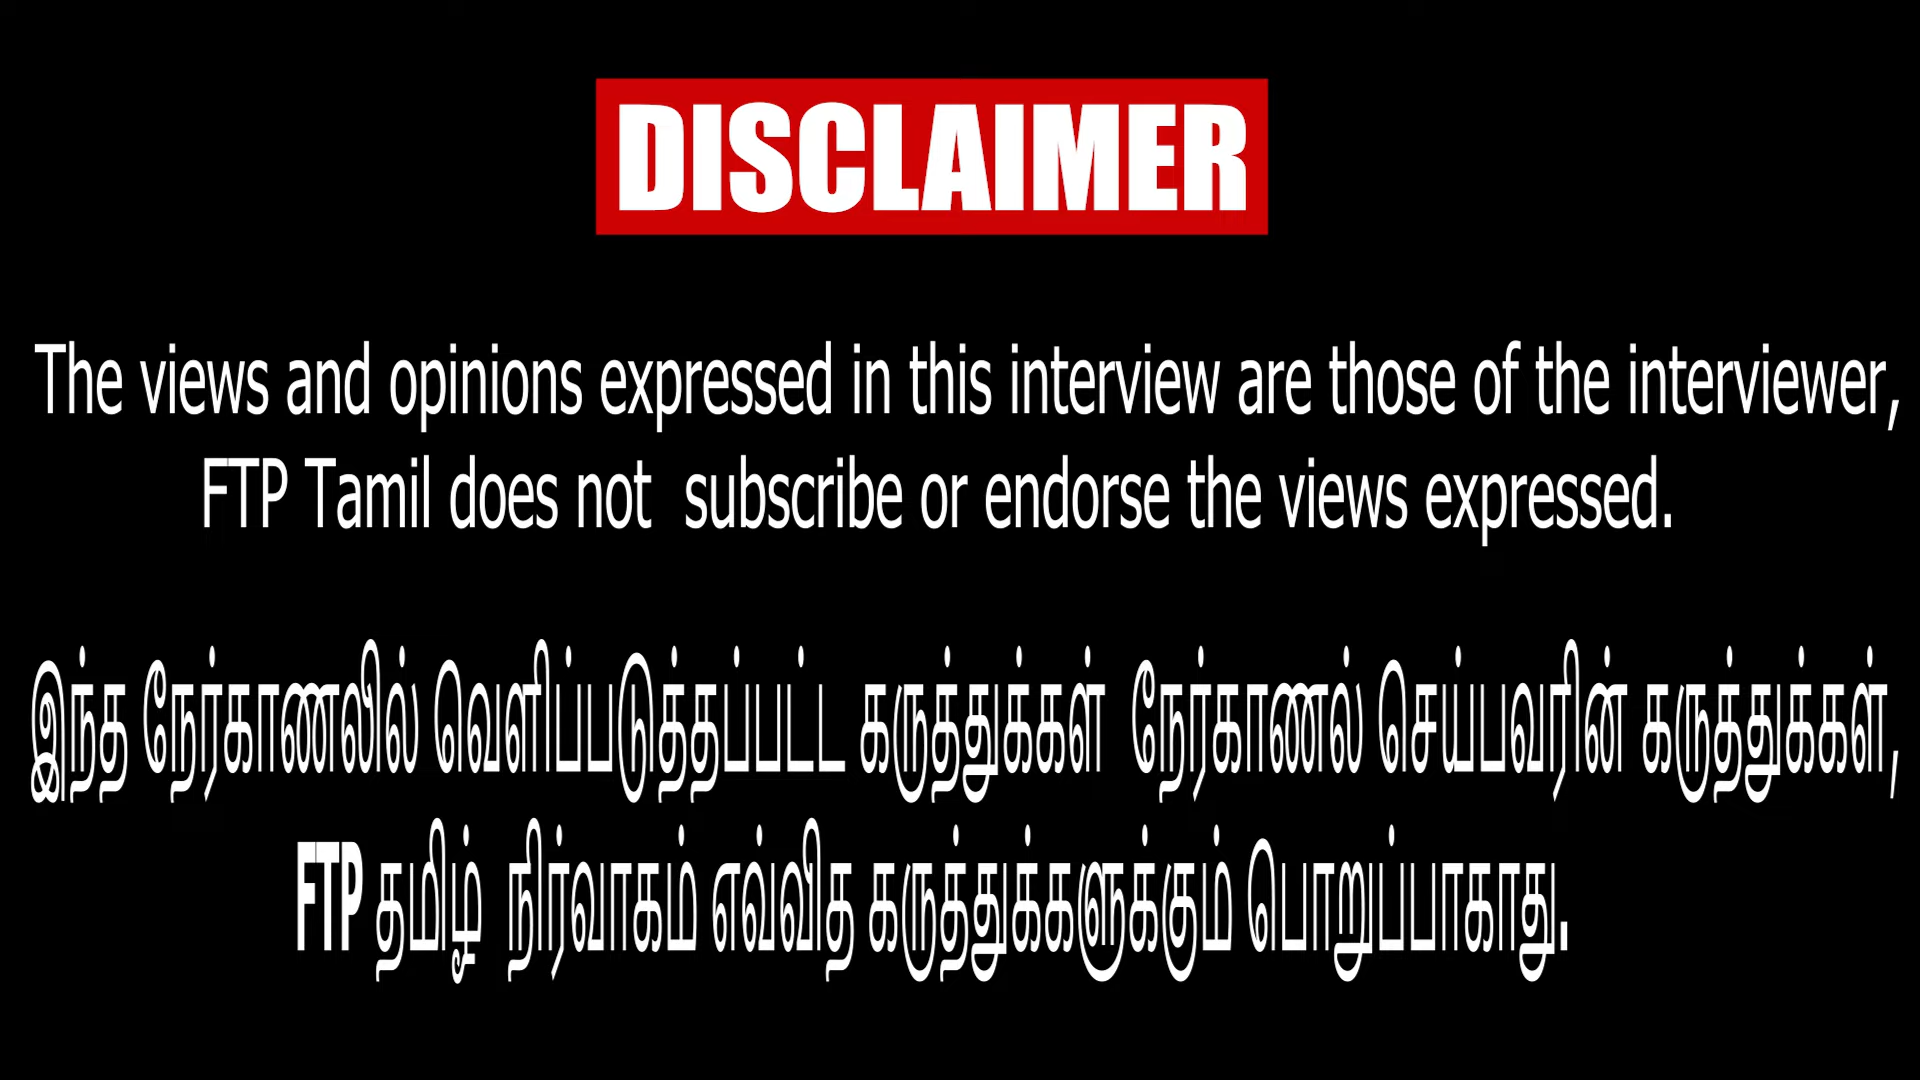 DISCLAIMER
The views and opinions expressed in this interview are those of the interviewer,
FTP Tamil does not subscribe or endorse the views expressed.
இந்த நேர்காணலில் வெளிப்படுத்தப்பட்ட கருத்துக்கள் நேர்காணல் செய்பவரின் கருத்துக்கள்,
FTP தமிழ் நிர்வாகம் எவ்வித கருத்துக்களுக்கும் பொறுப்பாகாது.